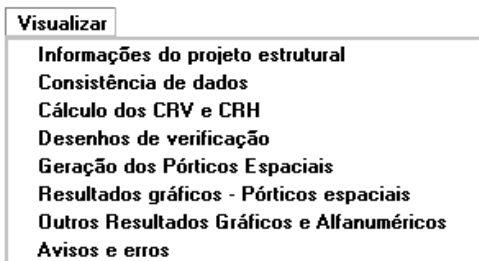 Visualizar
Informações do projeto estrutural
Consistência de dados
Cálculo dos CRV e CRH
Desenhos de verificação
Geração dos Pórticos Espaciais
Resultados gráficos - Pórticos espaciais
Outros Resultados Gráficos e Alfanuméricos
Avisos e erros